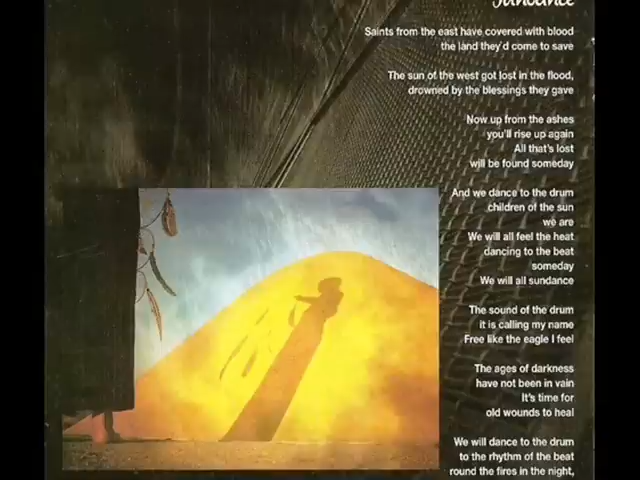 Sundance
Saints from the east have covered with blood
the land they'd come to save
The sun of the west got lost in the flood,
drowned by the blessings they gave
Now up from the ashes
you'll rise up again
All that's lost
will be found someday
And we dance to the drum
children of the sun
we are
We will all feel the heat
dancing to the beat
someday
We will all sundance
The sound of the drum
it is calling my name
Free like the eagle I feel
The ages of darkness
have not been in vain
It's time for
old wounds to heal
We will dance to the drum
to the rhythm of the beat
round the fires in the night,